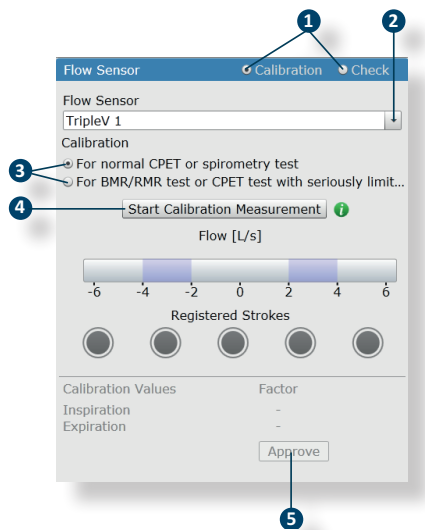 1 2
Flow Sensor Calibration Check
Flow Sensor
TripleV 1
Calibration
3 For normal CPET or spirometry test
For BMR/RMR test or CPET test with seriously limit...
4 Start Calibration Measurement i
Flow [L/s]
-6 -4 -2 0 2 4 6
Registered Strokes
Calibration Values Factor
Inspiration -
Expiration -
Approve
5